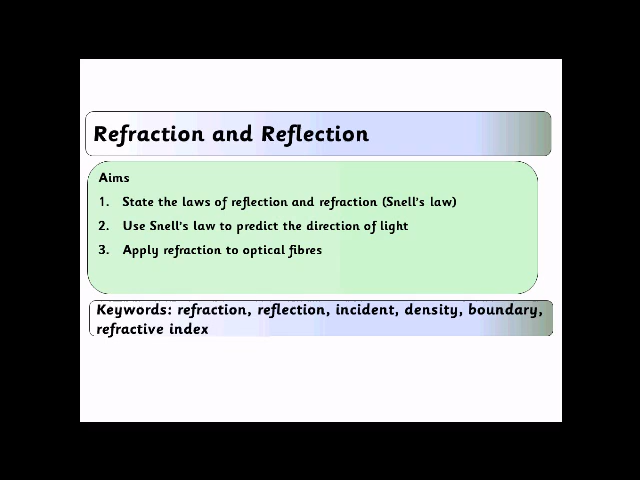 Refraction and Reflection
Aims
1. State the laws of reflection and refraction (Snell's law)
2. Use Snell's law to predict the direction of light
3. Apply refraction to optical fibres
Keywords: refraction, reflection, incident, density, boundary,
refractive index